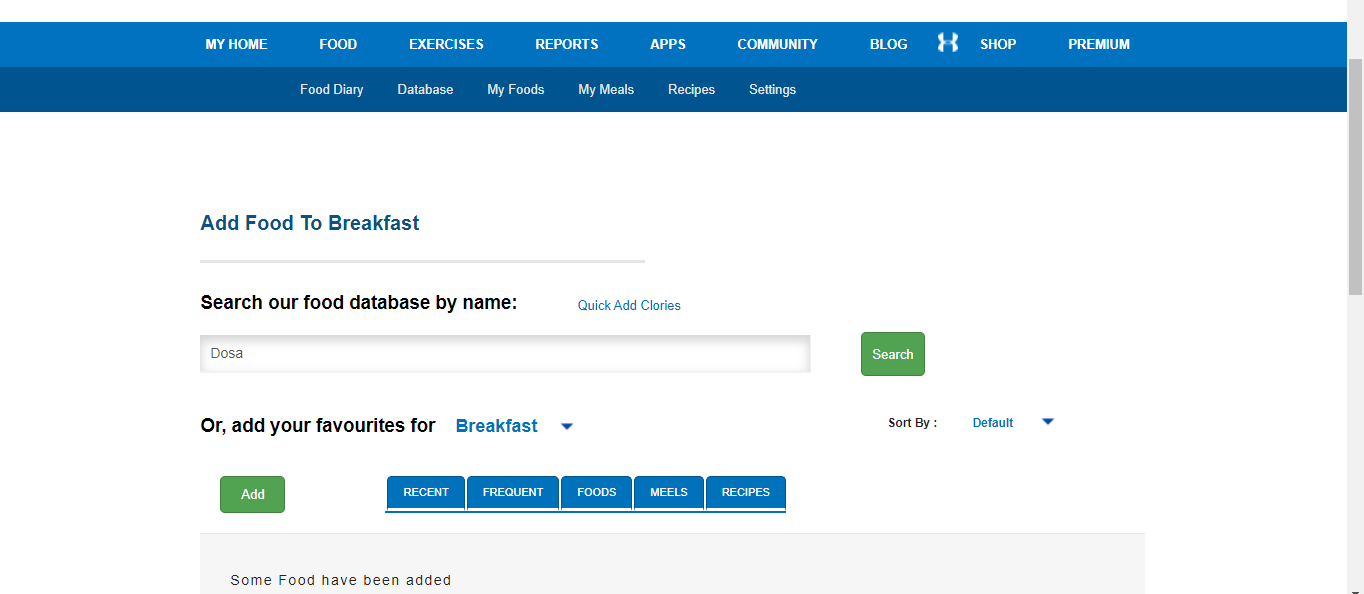 MY HOME FOOD EXERCISES REPORTS APPS COMMUNITY BLOG SHOP PREMIUM
Food Diary Database My Foods My Meals Recipes Settings
Add Food To Breakfast
Search our food database by name: Quick Add Clories
Dosa Search
Or, add your favourites for Breakfast Sort By : Default
Add RECENT FREQUENT FOODS MEELS RECIPES
Some Food have been added